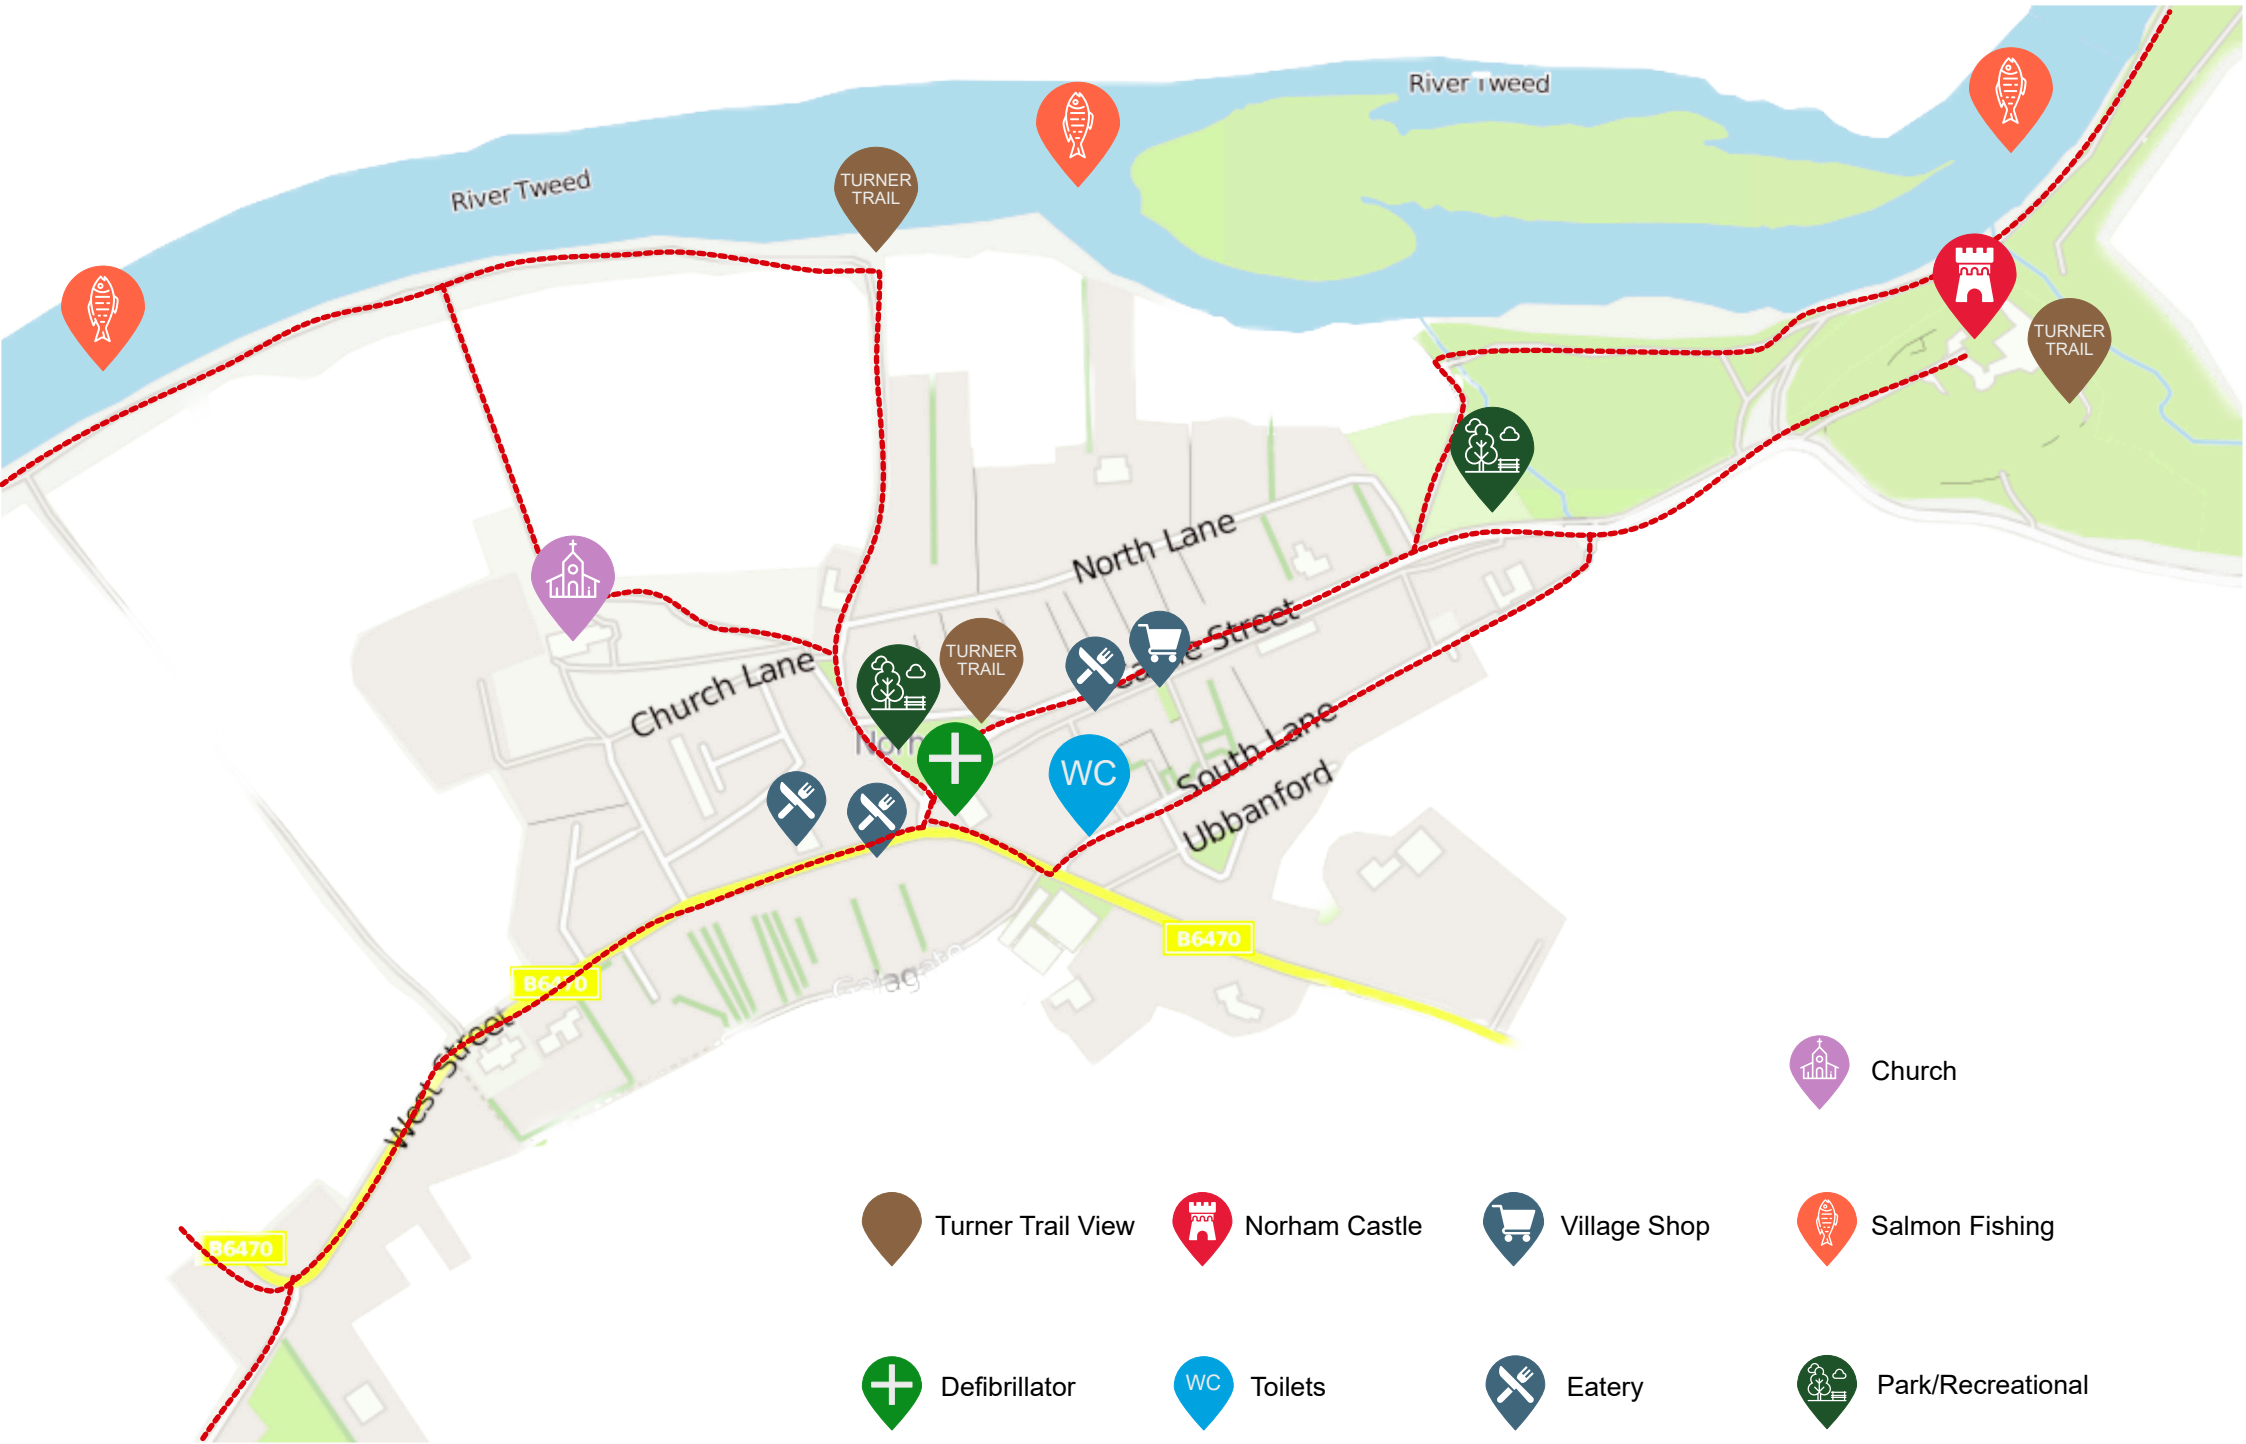 River Tweed
River Tweed
TURNER
TRAIL
TURNER
TRAIL
North Lane
Street
TURNER
TRAIL
Church Lane
South Lane
WC
Ubbanford
B6470
B6470
West Street
B6470
Church
Turner Trail View
Norham Castle
Village Shop
Salmon Fishing
Defibrillator
WC
Toilets
Eatery
Park/Recreational